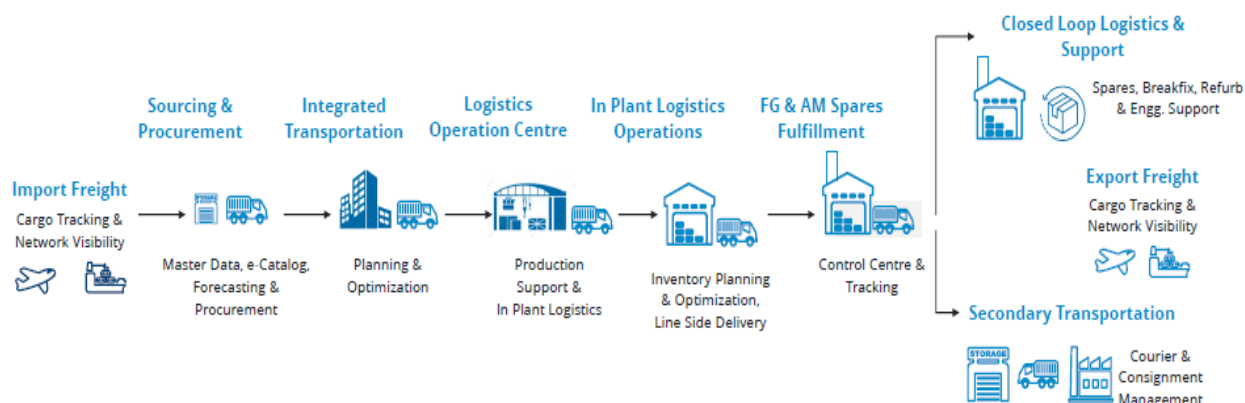 Import Freight
Cargo Tracking &
Network Visibility
Sourcing &
Procurement
STORAGE
Master Data, e-Catalog,
Forecasting &
Procurement
Integrated
Transportation
Planning &
Optimization
Logistics
Operation Centre
Production
Support &
In Plant Logistics
In Plant Logistics
Operations
Inventory Planning
& Optimization,
Line Side Delivery
FG & AM Spares
Fulfillment
Control Centre &
Tracking
Closed Loop Logistics &
Support
Spares, Breakfix, Refurb
& Engg. Support
Export Freight
Cargo Tracking &
Network Visibility
Secondary Transportation
STORAGE
Courier &
Consignment
Management